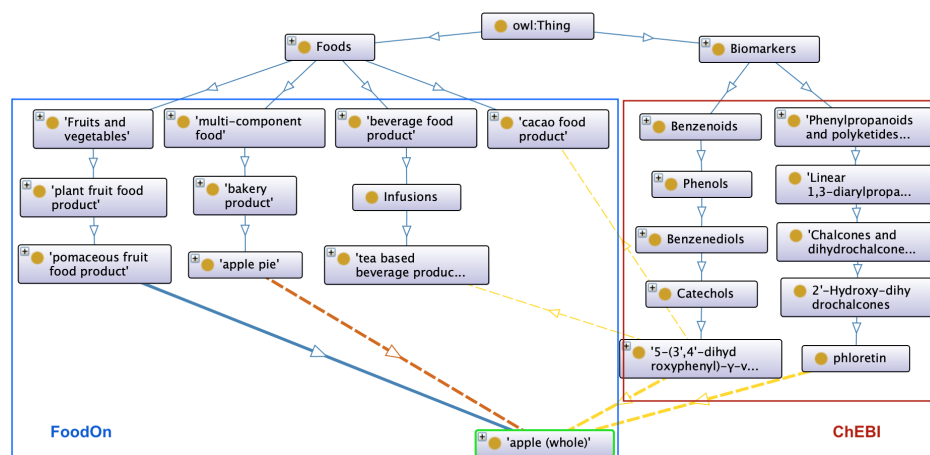 owl:Thing
Foods
Biomarkers
'Fruits and
vegetables'
'multi-component
food'
'beverage food
product'
'cacao food
product'
Benzenoids
'Phenylpropanoids
and polyketides...
'plant fruit food
product'
'bakery
product'
Infusions
Phenols
'Linear
1,3-diarylpropa...
'pomaceous fruit
food product'
'apple pie'
'tea based
beverage produc...
Benzenediols
'Chalcones and
dihydrochalcone...
Catechols
2'-Hydroxy-dihy
drochalcones
'5-(3',4'-dihyd
roxyphenyl)-γ-v...
phloretin
FoodOn
'apple (whole)'
ChEBI